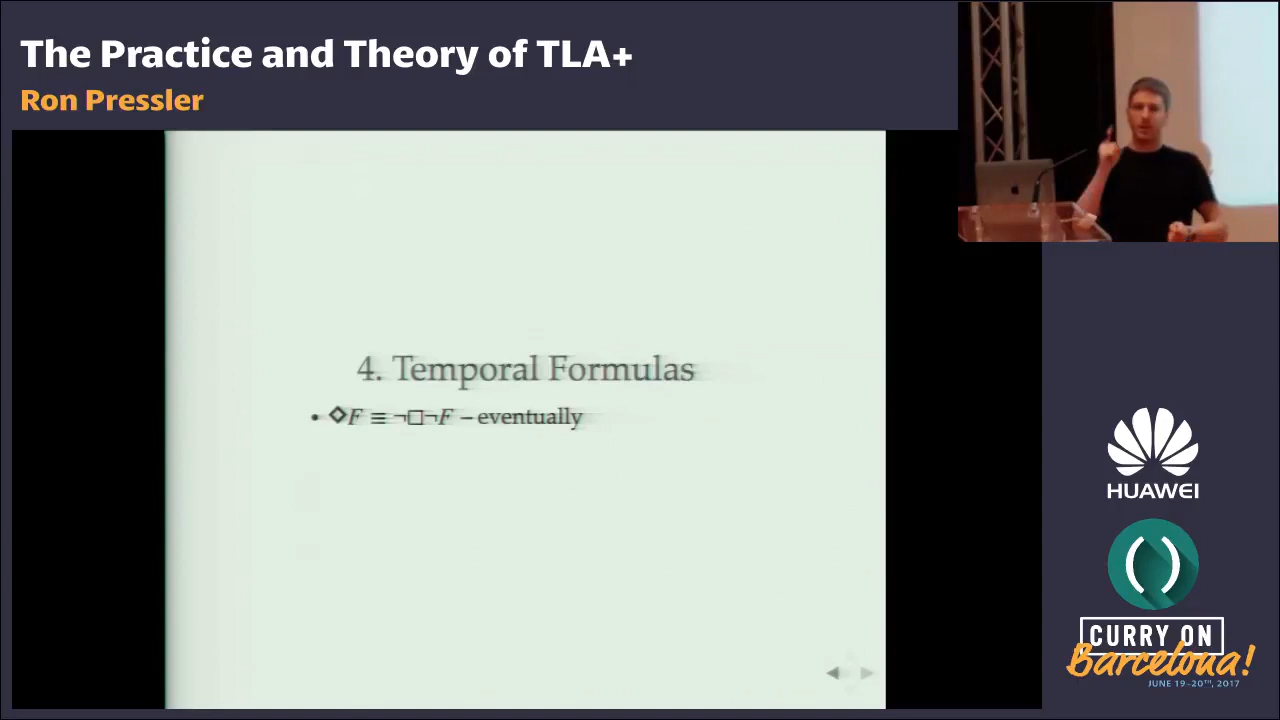 The Practice and Theory of TLA+
Ron Pressler
4. Temporal Formulas
• ◇F ≡ ¬□¬F – eventually
HUAWEI
()
CURRY ON
Barcelona!
JUNE 19-20TH, 2017